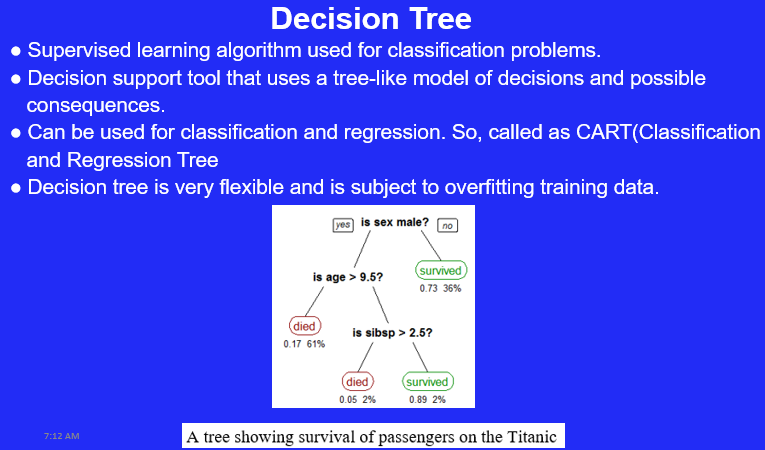 Decision Tree
● Supervised learning algorithm used for classification problems.
● Decision support tool that uses a tree-like model of decisions and possible
consequences.
● Can be used for classification and regression. So, called as CART(Classification
and Regression Tree
● Decision tree is very flexible and is subject to overfitting training data.
yes is sex male? no
survived
0.73 36%
is age > 9.5?
died
0.17 61%
is sibsp > 2.5?
died survived
0.05 2% 0.89 2%
A tree showing survival of passengers on the Titanic
7:12 AM